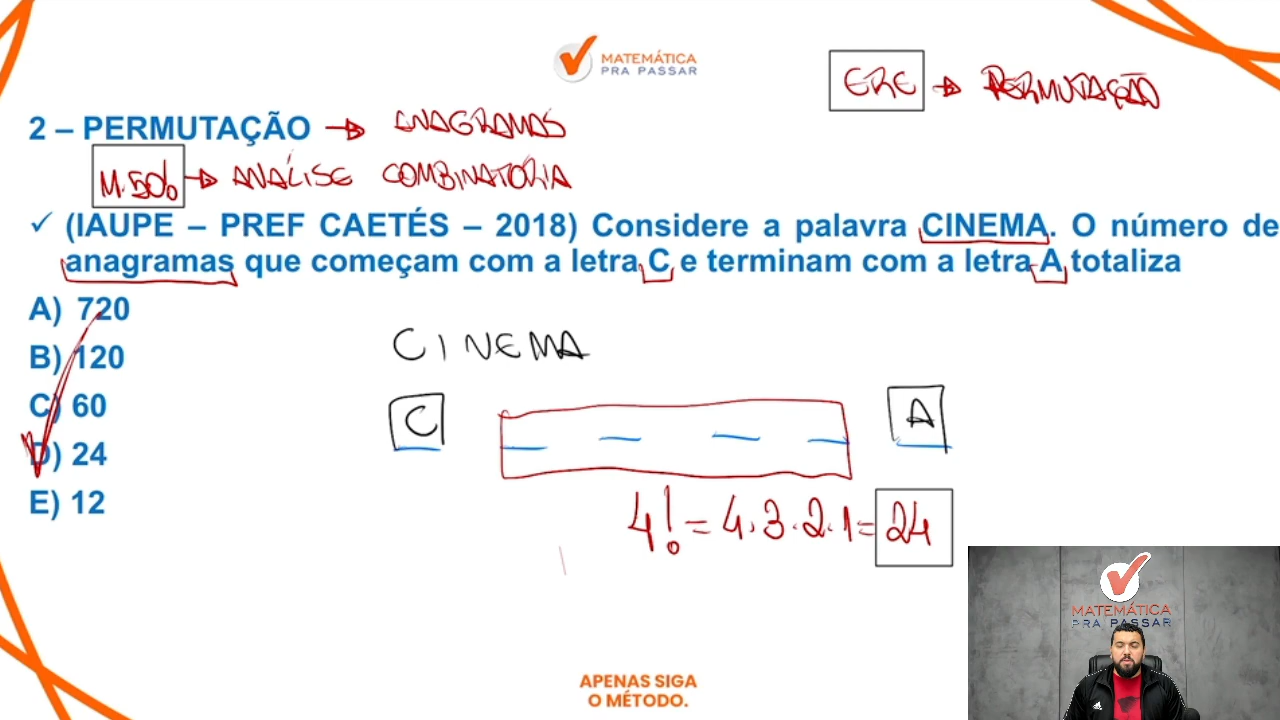 MATEMÁTICA
PRA PASSAR
ERE → PERMUTAÇÃO
2 – PERMUTAÇÃO → ANAGRAMAS
M.50% → ANÁLISE COMBINATÓRIA
✓ (IAUPE – PREF CAETÉS – 2018) Considere a palavra CINEMA. O número de
anagramas que começam com a letra C e terminam com a letra A totaliza
A) 720
B) 120
C) 60
D) 24
E) 12
CINEMA
C A
4! = 4.3.2.1 = 24
MATEMÁTICA
PRA PASSAR
APENAS SIGA
O MÉTODO.